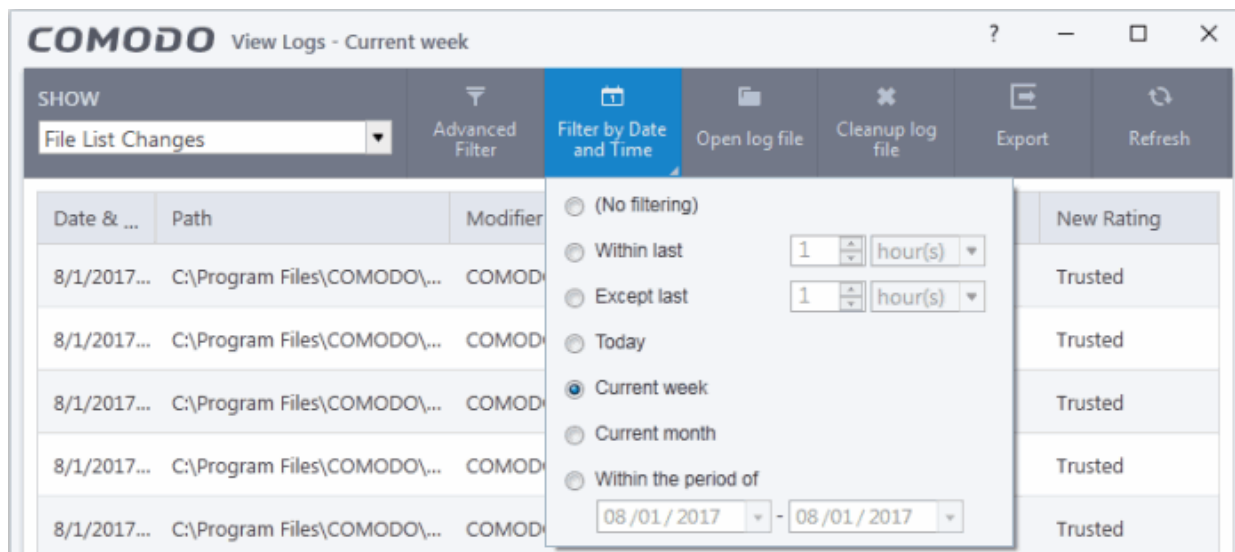 COMODO View Logs - Current week ?
SHOW
File List Changes
Advanced Filter
Filter by Date and Time
Open log file
Cleanup log file
Export
Refresh
Date & ... Path Modifier New Rating
(No filtering)
Within last 1 hour(s)
8/1/2017... C:\Program Files\COMODO\... COMOD Trusted
Except last 1 hour(s)
8/1/2017... C:\Program Files\COMODO\... COMOD Trusted
Today
Current week
8/1/2017... C:\Program Files\COMODO\... COMOD Trusted
Current month
8/1/2017... C:\Program Files\COMODO\... COMOD Trusted
Within the period of
08/01/2017 - 08/01/2017
8/1/2017... C:\Program Files\COMODO\... COMOD Trusted